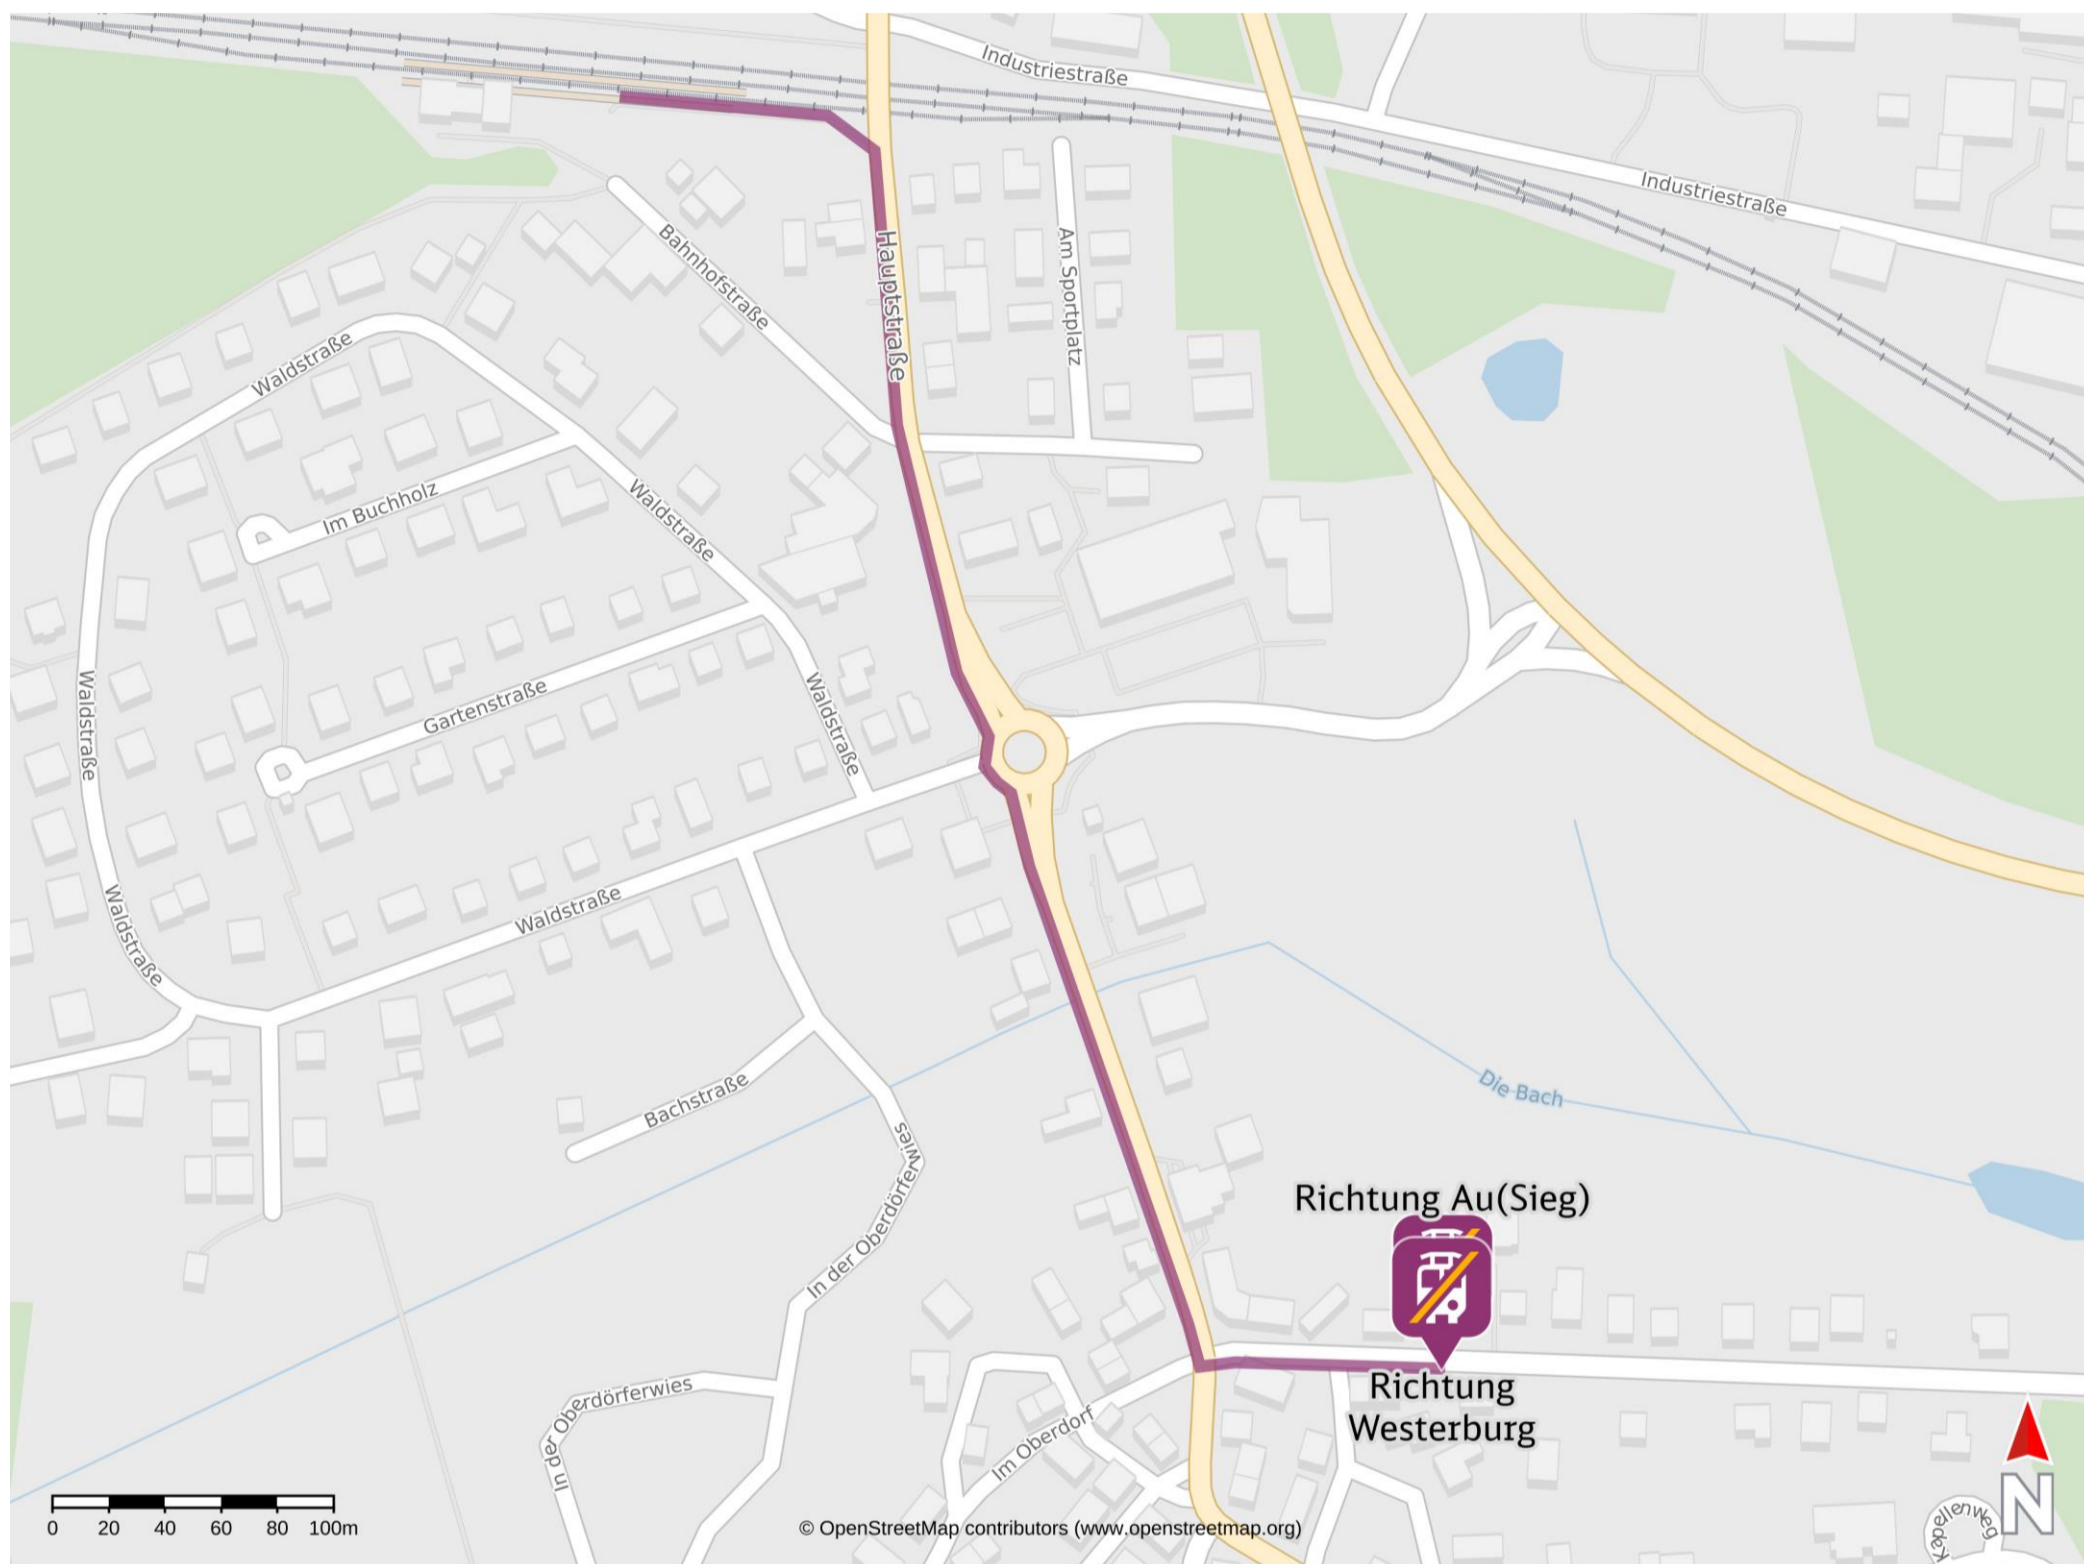 Industriestraße
Industriestraße
Bahnhofstraße
Hauptstraße
Am Sportplatz
Waldstraße
Im Buchholz
Waldstraße
Gartenstraße
Waldstraße
Waldstraße
Waldstraße
Waldstraße
Bachstraße
In der Oberdörferwies
Die Bach
Richtung Au(Sieg)
Richtung
Westerburg
In der Oberdörferwies
Im Oberdorf
Kapellenweg
N
0 20 40 60 80 100m
© OpenStreetMap contributors (www.openstreetmap.org)